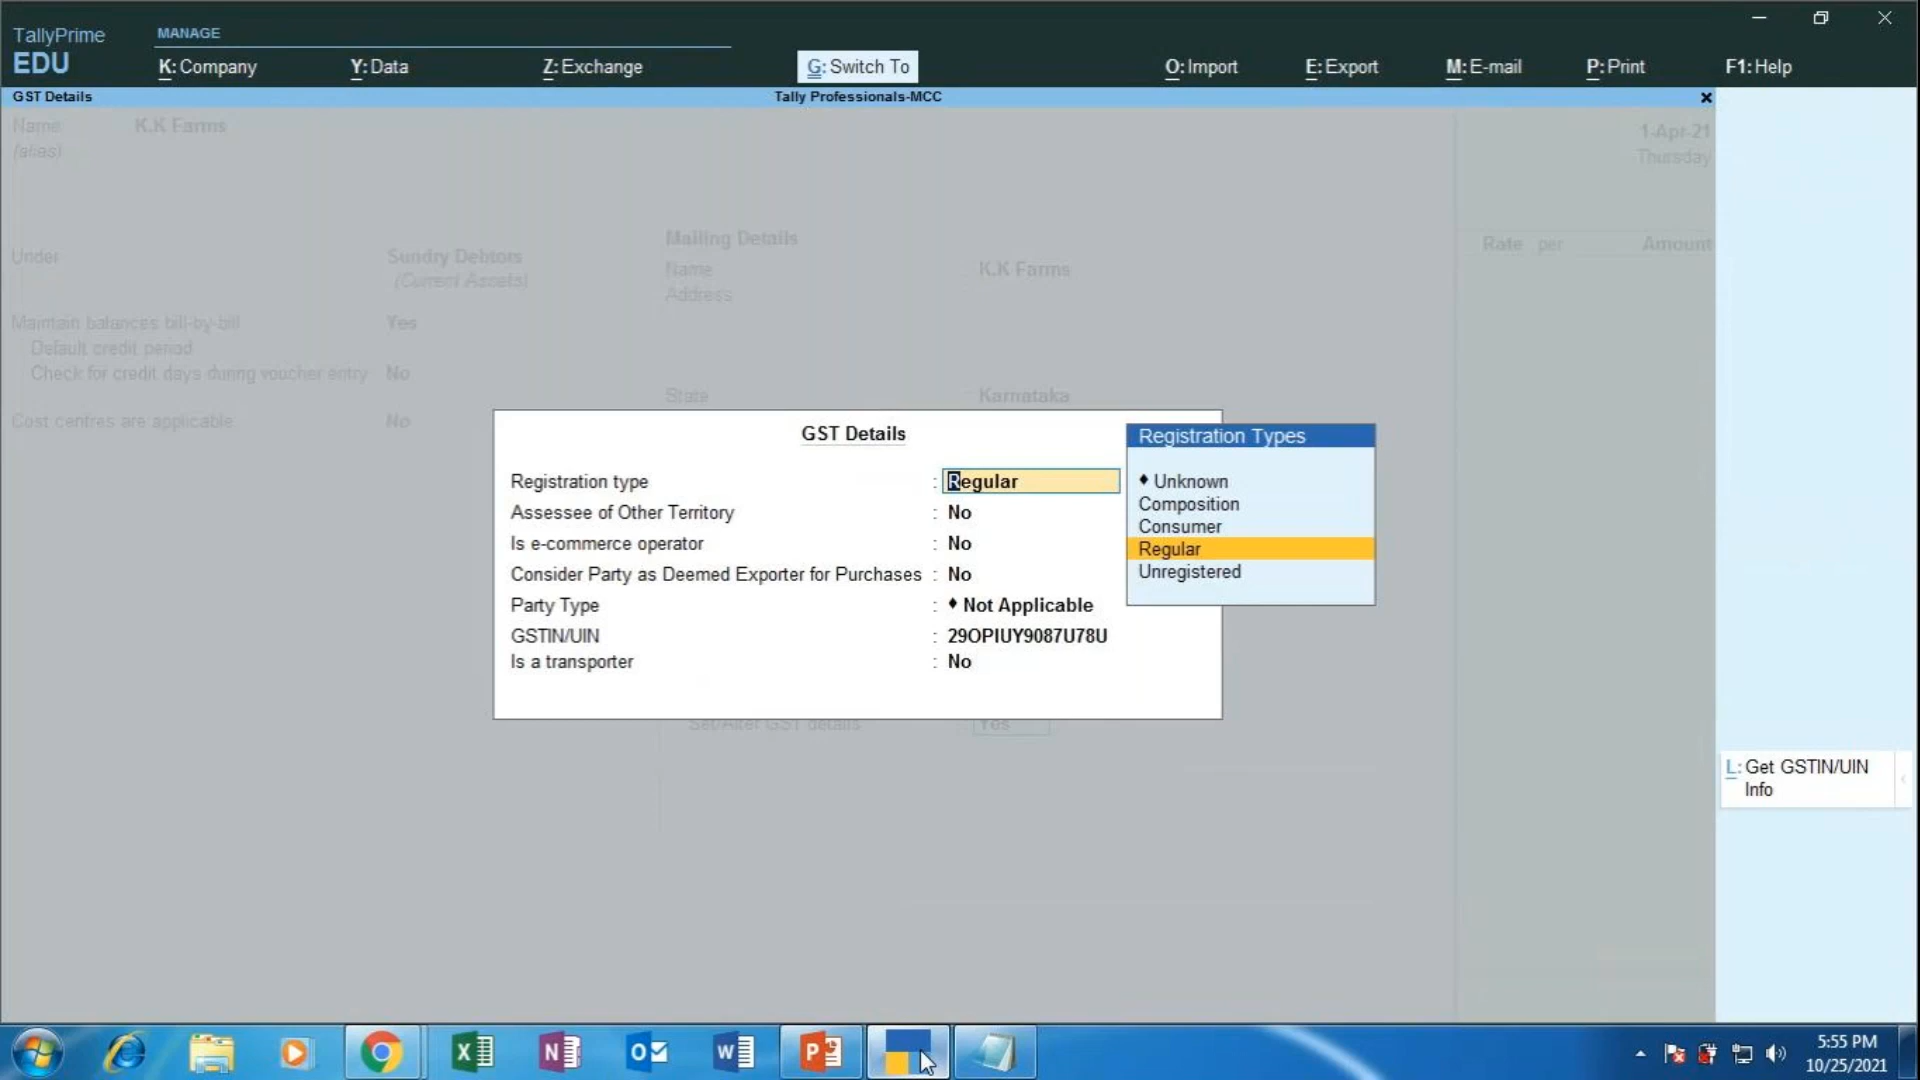 TallyPrime
EDU
MANAGE
K: Company
Y: Data
Z: Exchange
G: Switch To
O: Import
E: Export
M: E-mail
P: Print
F1: Help
GST Details
Tally Professionals-MCC
Name
K.K Farms
(alias)
1-Apr-21
Thursday
Under
Sundry Debtors
(Current Assets)
Mailing Details
Name
K.K Farms
Address
Rate per
Amount
Maintain balances bill-by-bill
Yes
Default credit period
Check for credit days during voucher entry
No
State
Karnataka
Cost centres are applicable
No
GST Details
Registration type : Regular
Assessee of Other Territory : No
Is e-commerce operator : No
Consider Party as Deemed Exporter for Purchases : No
Party Type : ♦ Not Applicable
GSTIN/UIN : 29OPIUY9087U78U
Is a transporter : No
Registration Types
♦ Unknown
Composition
Consumer
Regular
Unregistered
Set/Alter GST details
Yes
L: Get GSTIN/UIN
Info
5:55 PM
10/25/2021